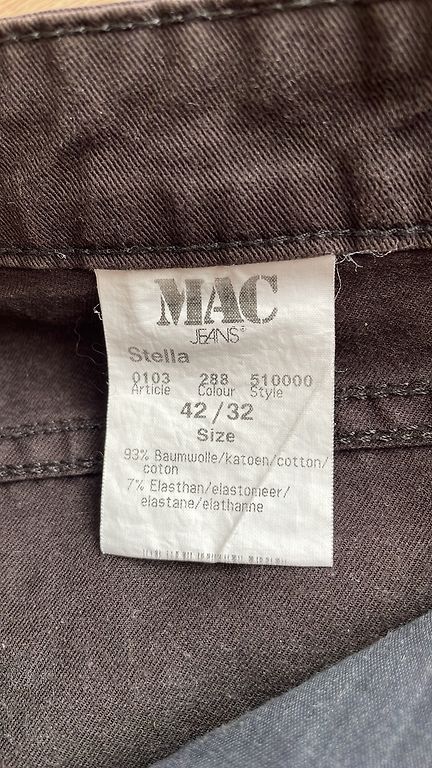 MAC
JEANS®
Stella
0103 288 510000
Article Colour Style
42/32
Size
93% Baumwolle/katoen/cotton/
coton
7% Elasthan/elastomeer/
elastane/elathanne